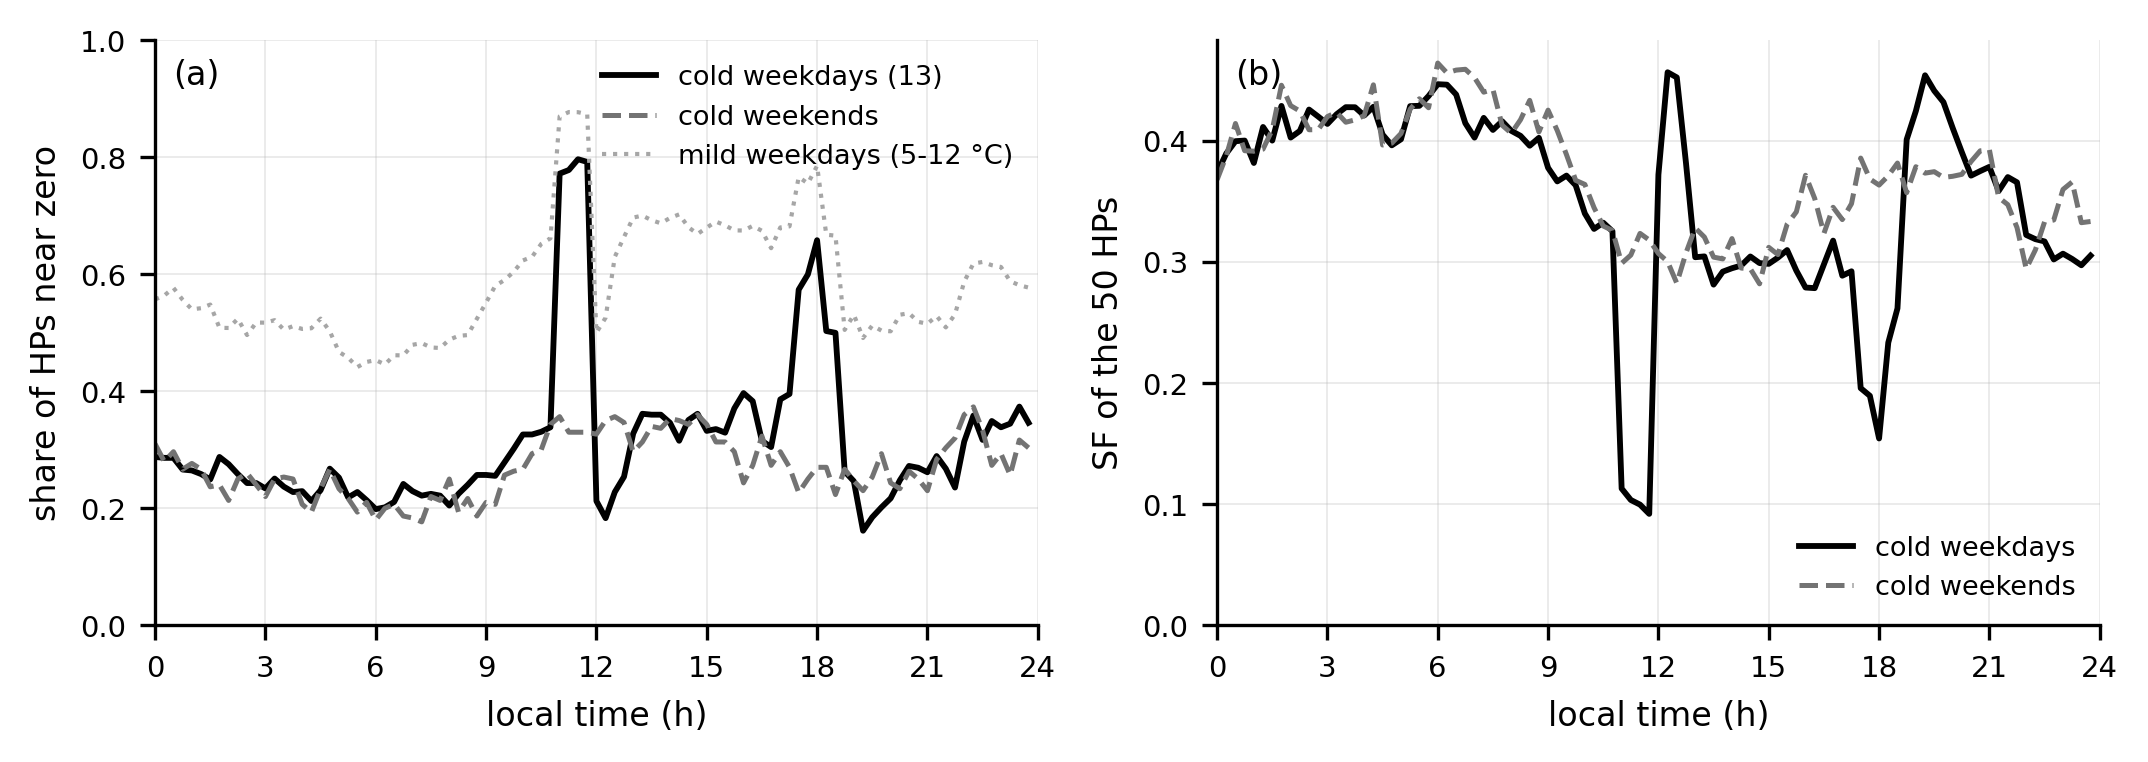 (a)
cold weekdays (13)
cold weekends
mild weekdays (5-12 °C)
share of HPs near zero
1.0
0.8
0.6
0.4
0.2
0.0
0 3 6 9 12 15 18 21 24
local time (h)
(b)
SF of the 50 HPs
0.4
0.3
0.2
0.1
0.0
cold weekdays
cold weekends
0 3 6 9 12 15 18 21 24
local time (h)